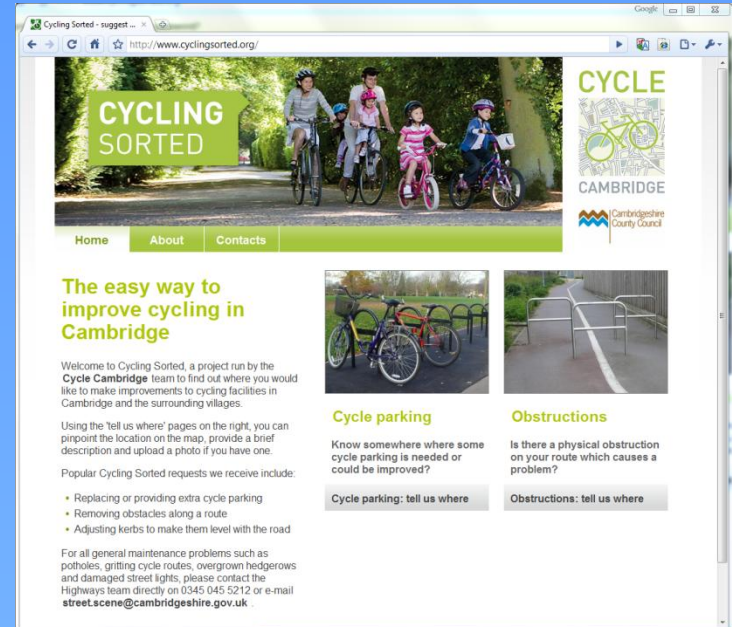 Google
Cycling Sorted - suggest ...
http://www.cyclingsorted.org/
CYCLING
SORTED
CYCLE
CAMBRIDGE
Cambridgeshire
County Council
Home
About
Contacts
The easy way to
improve cycling in
Cambridge
Welcome to Cycling Sorted, a project run by the
Cycle Cambridge team to find out where you would
like to make improvements to cycling facilities in
Cambridge and the surrounding villages.
Using the 'tell us where' pages on the right, you can
pinpoint the location on the map, provide a brief
description and upload a photo if you have one.
Popular Cycling Sorted requests we receive include:
• Replacing or providing extra cycle parking
• Removing obstacles along a route
• Adjusting kerbs to make them level with the road
For all general maintenance problems such as
potholes, gritting cycle routes, overgrown hedgerows
and damaged street lights, please contact the
Highways team directly on 0345 045 5212 or e-mail
street.scene@cambridgeshire.gov.uk .
Cycle parking
Know somewhere where some
cycle parking is needed or
could be improved?
Cycle parking: tell us where
Obstructions
Is there a physical obstruction
on your route which causes a
problem?
Obstructions: tell us where